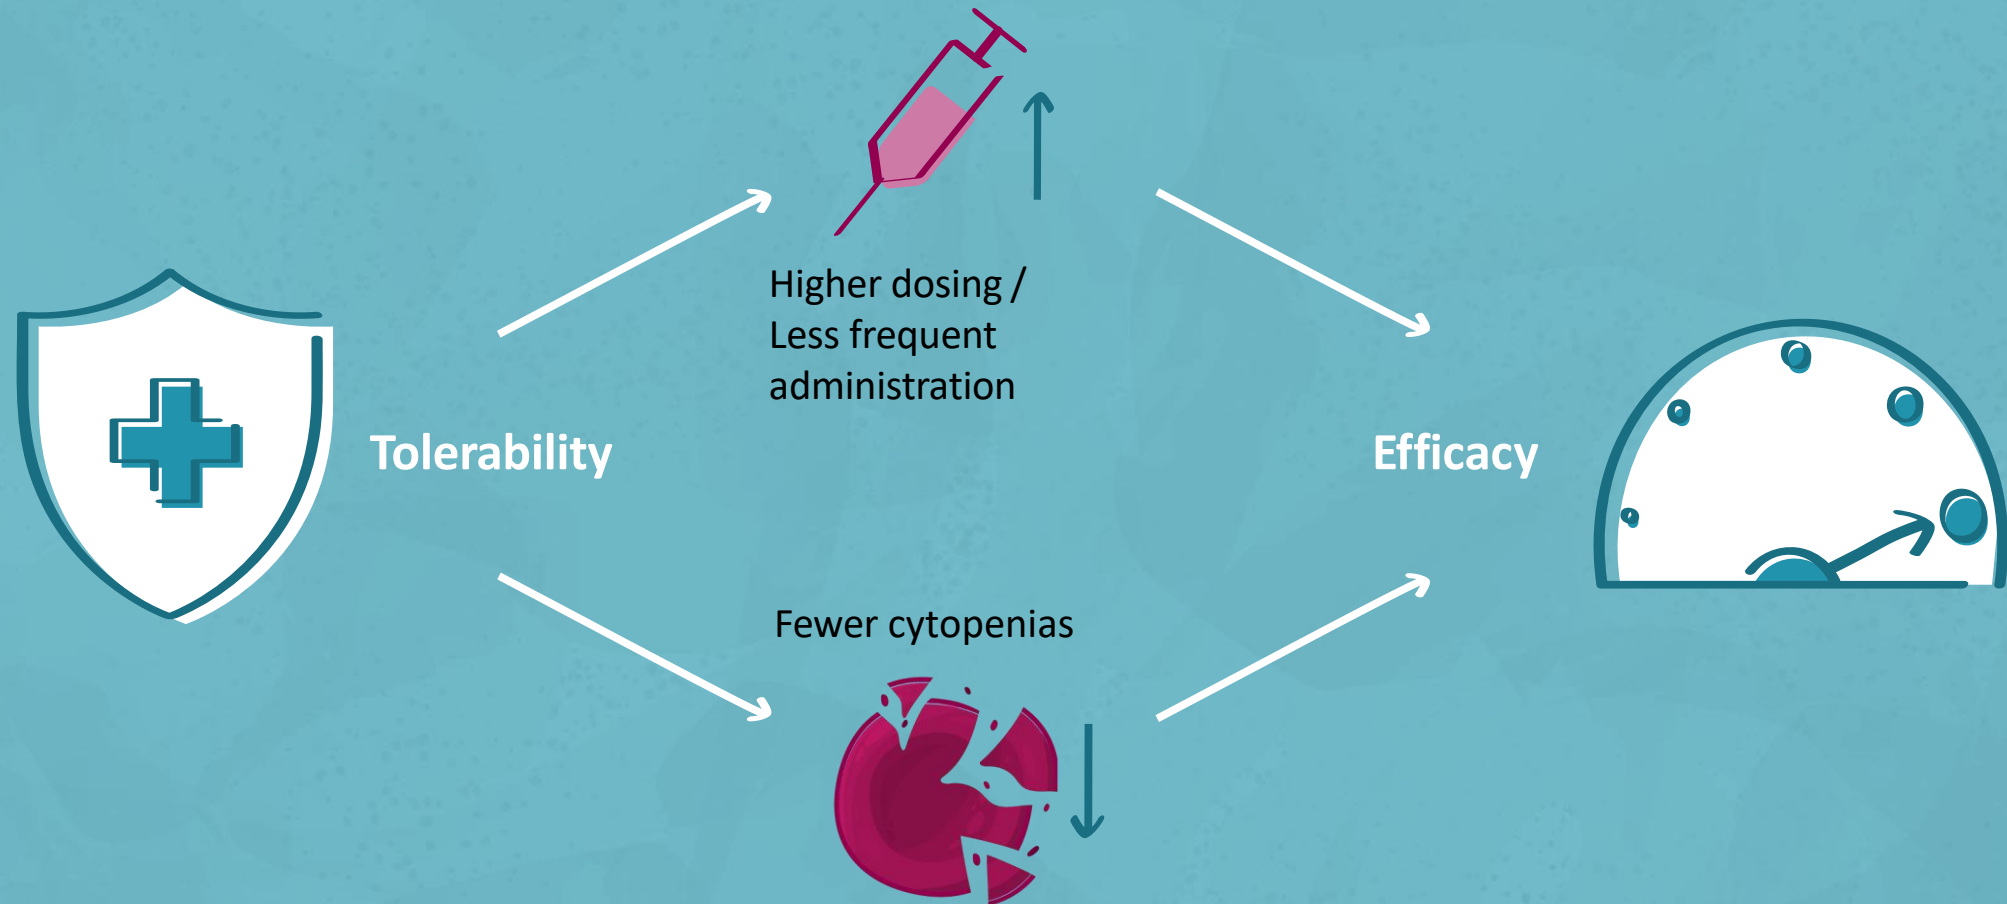 Higher dosing /
Less frequent
administration
Tolerability
Efficacy
Fewer cytopenias